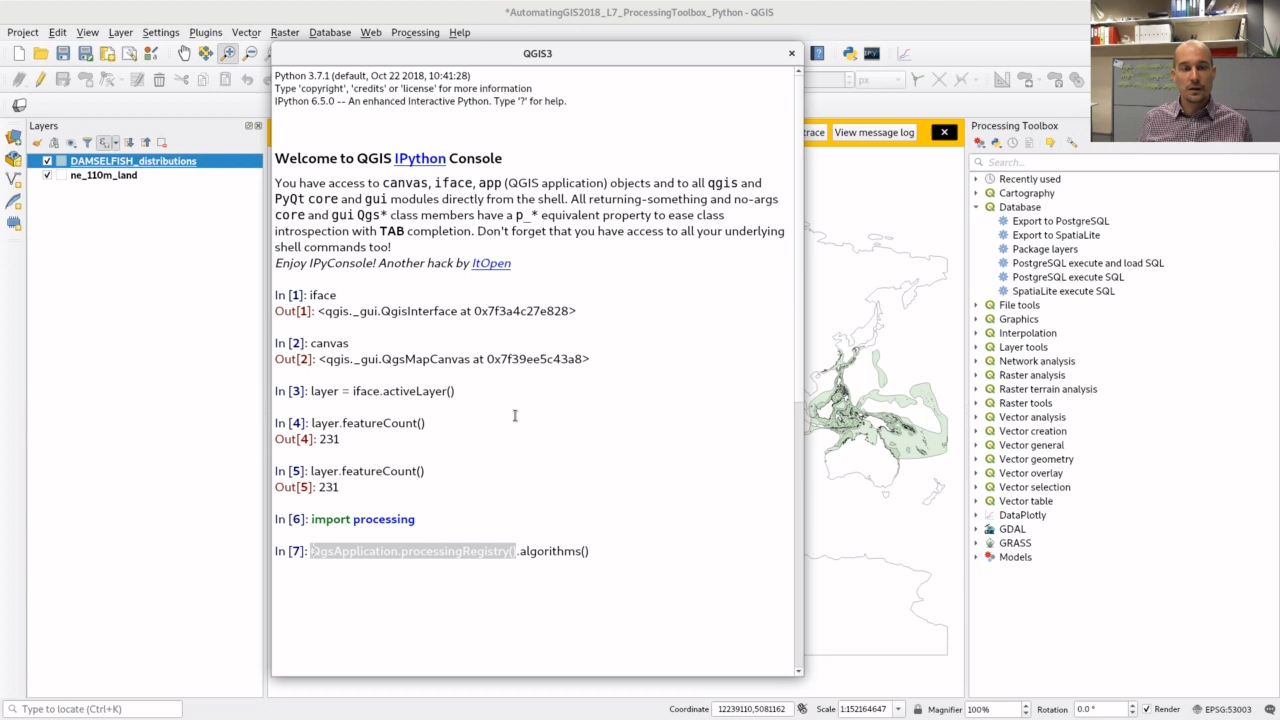 *AutomatingGIS2018_L7_ProcessingToolbox_Python - QGIS
Project Edit View Layer Settings Plugins Vector Raster Database Web Processing Help
QGIS3
Python 3.7.1 (default, Oct 22 2018, 10:41:28)
Type 'copyright', 'credits' or 'license' for more information
IPython 6.5.0 -- An enhanced Interactive Python. Type '?' for help.
px
Layers
DAMSELFISH_distributions
ne_110m_land
trace View message log
Welcome to QGIS IPython Console
You have access to canvas, iface, app (QGIS application) objects and to all qgis and
PyQt core and gui modules directly from the shell. All returning-something and no-args
core and gui Qgs* class members have a p_* equivalent property to ease class
introspection with TAB completion. Don't forget that you have access to all your underlying
shell commands too!
Enjoy IPyConsole! Another hack by ItOpen
In [1]: iface
Out[1]: <qgis._gui.QgisInterface at 0x7f3a4c27e828>
In [2]: canvas
Out[2]: <qgis._gui.QgsMapCanvas at 0x7f39ee5c43a8>
In [3]: layer = iface.activeLayer()
In [4]: layer.featureCount()
Out[4]: 231
In [5]: layer.featureCount()
Out[5]: 231
In [6]: import processing
In [7]: QgsApplication.processingRegistry().algorithms()
Processing Toolbox
Search...
Recently used
Cartography
Database
Export to PostgreSQL
Export to SpatiaLite
Package layers
PostgreSQL execute and load SQL
PostgreSQL execute SQL
SpatiaLite execute SQL
File tools
Graphics
Interpolation
Layer tools
Network analysis
Raster analysis
Raster terrain analysis
Raster tools
Vector analysis
Vector creation
Vector general
Vector geometry
Vector overlay
Vector selection
Vector table
DataPlotly
GDAL
GRASS
Models
Type to locate (Ctrl+K)
Coordinate 12239110,5081162 Scale 1:152164647 Magnifier 100% Rotation 0.0 ° Render EPSG:53003